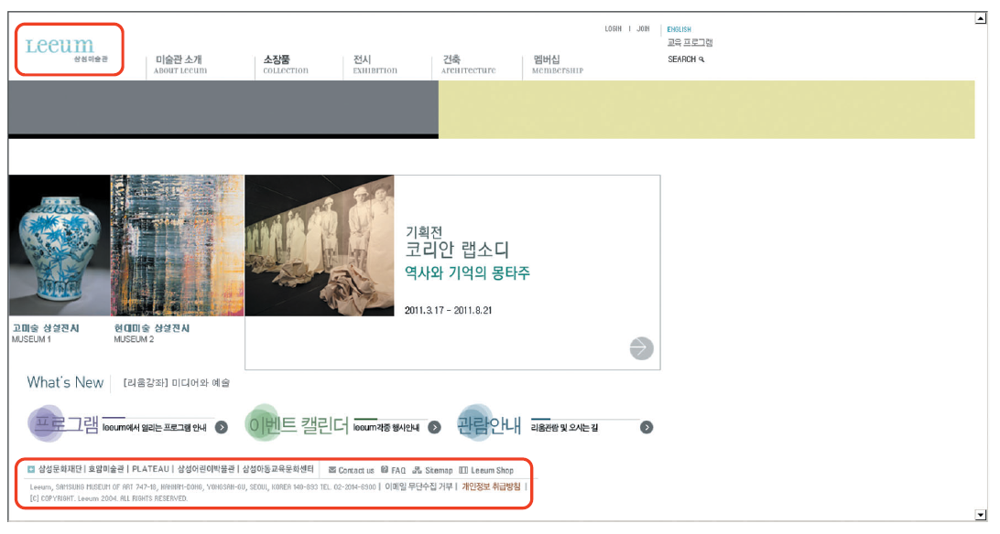 LOGIN | JOIN | ENGLISH
교육 프로그램
SEARCH
Leeum
삼성미술관
미술관 소개 소장품 전시 건축 멤버십
ABOUT Leeum COLLECTION EXHIBITION ARCHITECTURE MEMBERSHIP
기획전
코리안 랩소디
역사와 기억의 몽타주
2011.3.17 - 2011.8.21
고미술 상설전시 현대미술 상설전시
MUSEUM 1 MUSEUM 2
What's New | [리움강좌] 미디어와 예술
프로그램 leeum에서 열리는 프로그램 안내 이벤트 캘린더 leeum각종 행사안내 관람안내 리움관람 및 오시는 길
삼성문화재단 | 호암미술관 | PLATEAU | 삼성어린이박물관 | 삼성아동교육문화센터 Contact us FAQ Sitemap Leeum Shop
Leeum, SAMSUNG MUSEUM OF ART 747-18, HANNAM-DONG, YONGSAN-GU, SEOUL, KOREA 140-893 TEL. 02-2014-6900 | 이메일 무단수집 거부 | 개인정보 취급방침 |
[C] COPYRIGHT. Leeum 2004. ALL RIGHTS RESERVED.